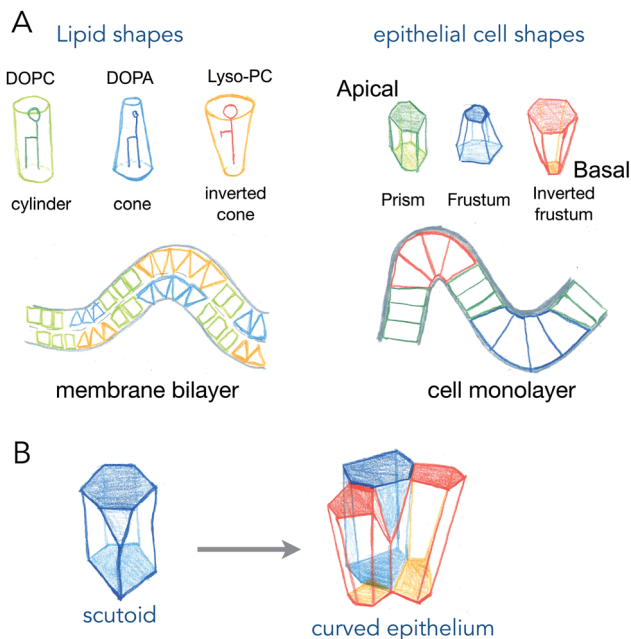 A
Lipid shapes
epithelial cell shapes
DOPC
DOPA
Lyso-PC
Apical
Basal
cylinder
cone
inverted
cone
Prism
Frustum
Inverted
frustum
membrane bilayer
cell monolayer
B
scutoid
curved epithelium